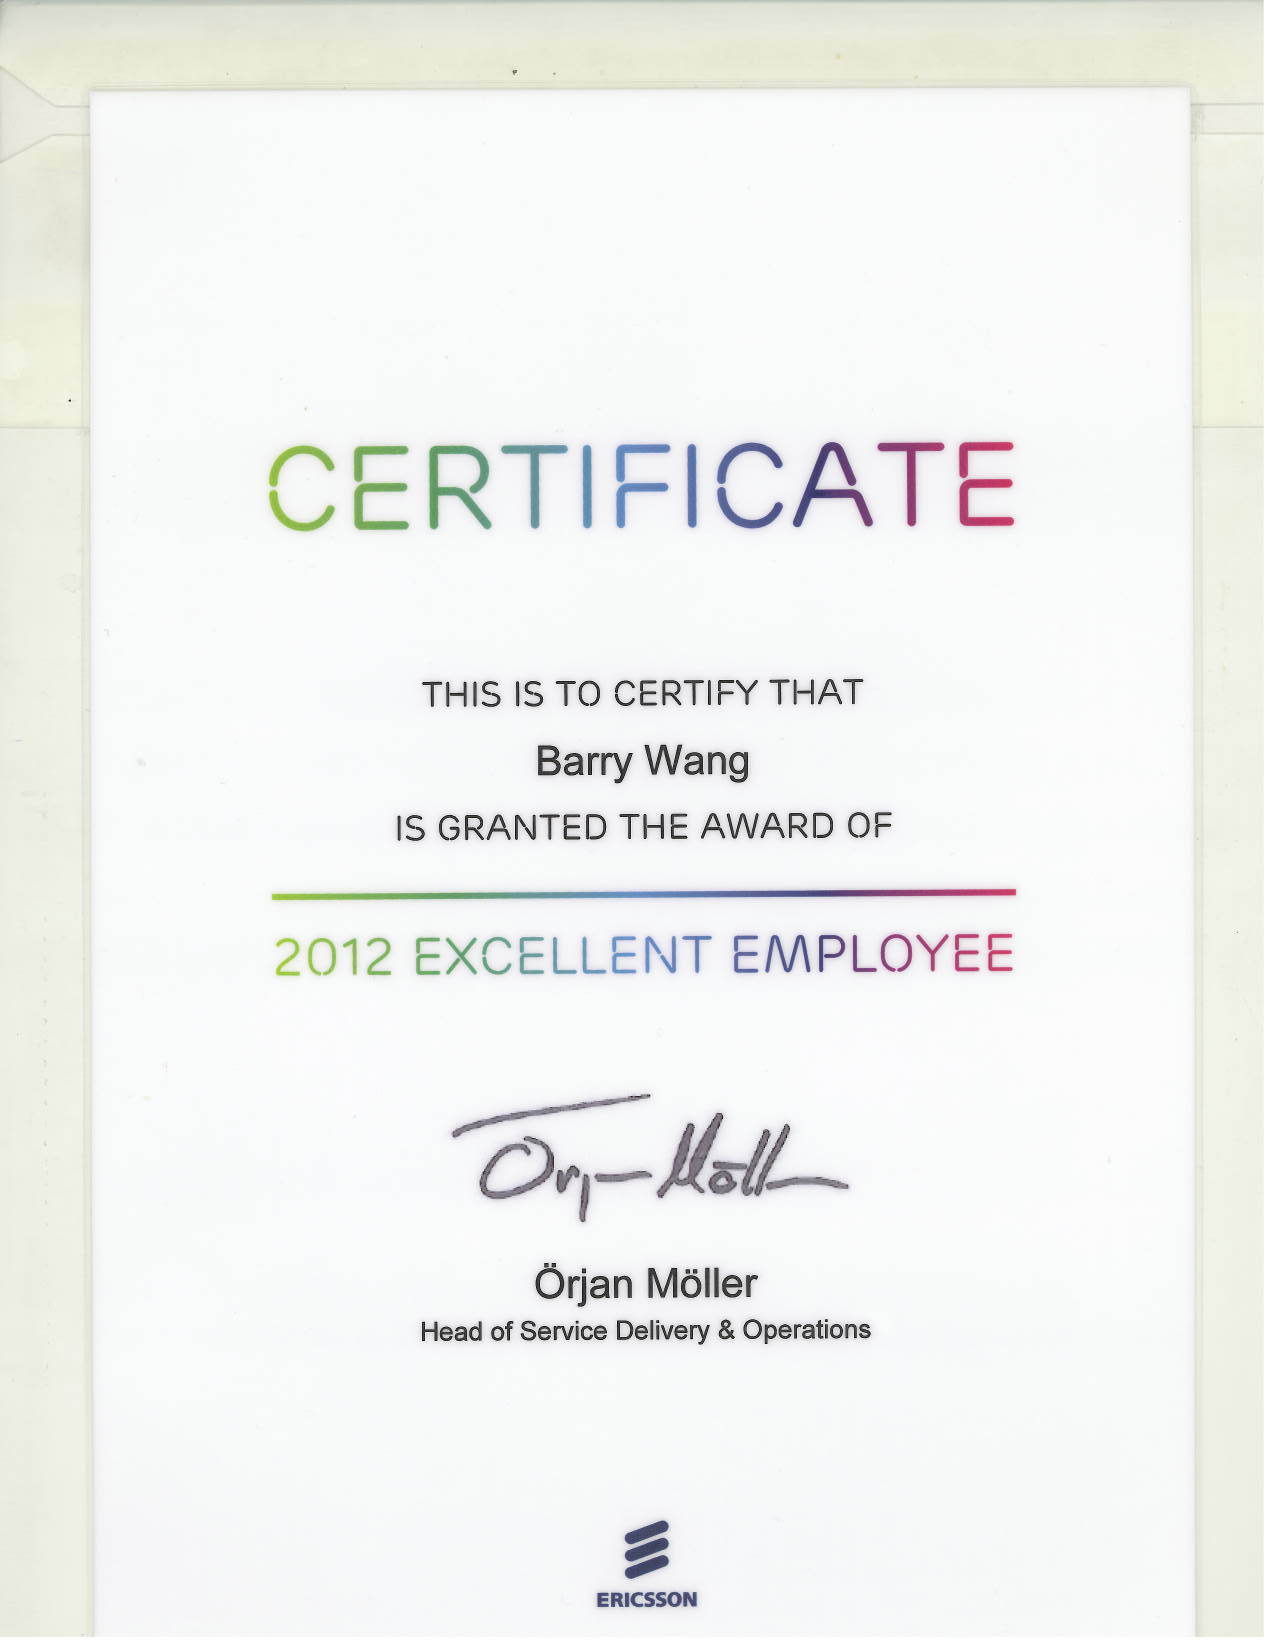 CERTIFICATE
THIS IS TO CERTIFY THAT
Barry Wang
IS GRANTED THE AWARD OF
2012 EXCELLENT EMPLOYEE
Örjan Möller
Örjan Möller
Head of Service Delivery & Operations
ERICSSON